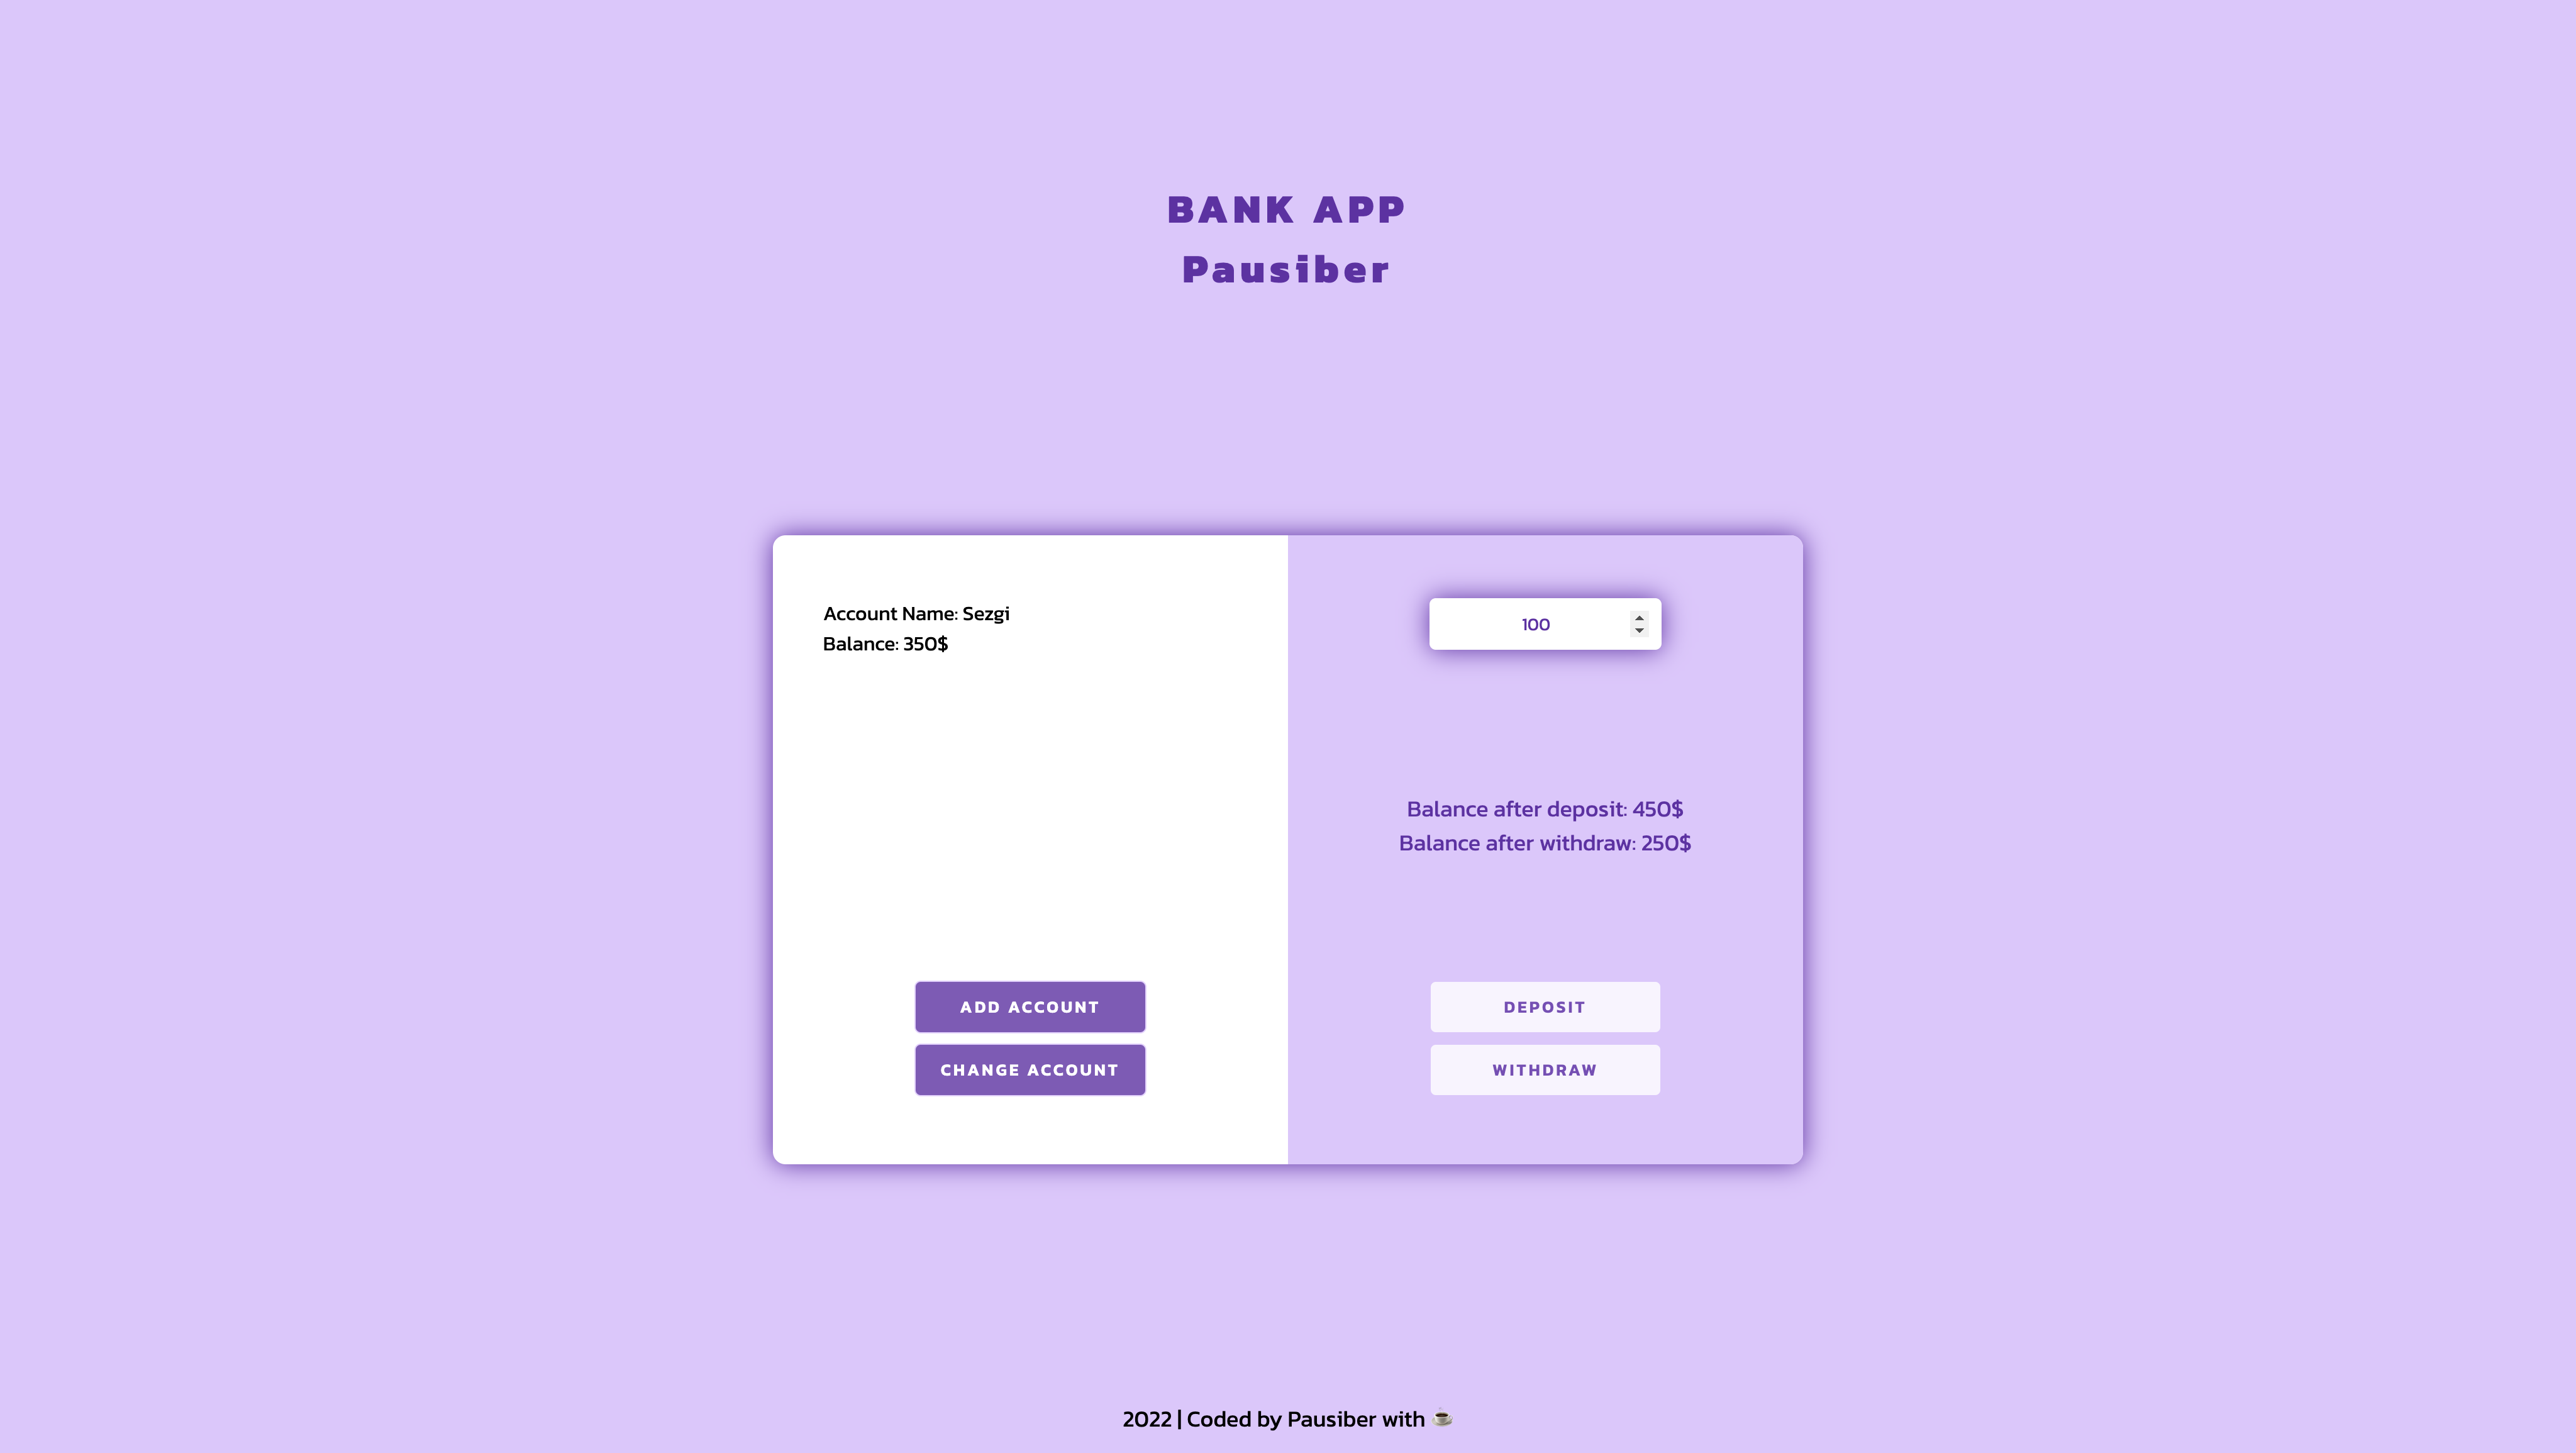 BANK APP
Pausiber
Account Name: Sezgi
Balance: 350$
100
Balance after deposit: 450$
Balance after withdraw: 250$
ADD ACCOUNT
CHANGE ACCOUNT
DEPOSIT
WITHDRAW
2022 | Coded by Pausiber with ☕